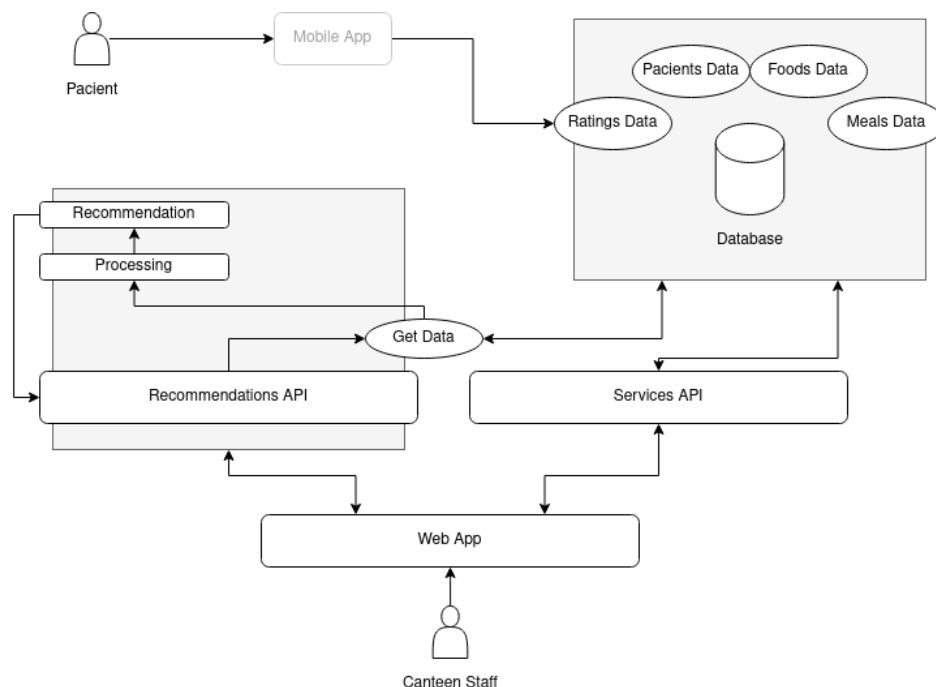 Mobile App
Pacient
Pacients Data
Foods Data
Ratings Data
Meals Data
Database
Recommendation
Processing
Get Data
Recommendations API
Services API
Web App
Canteen Staff